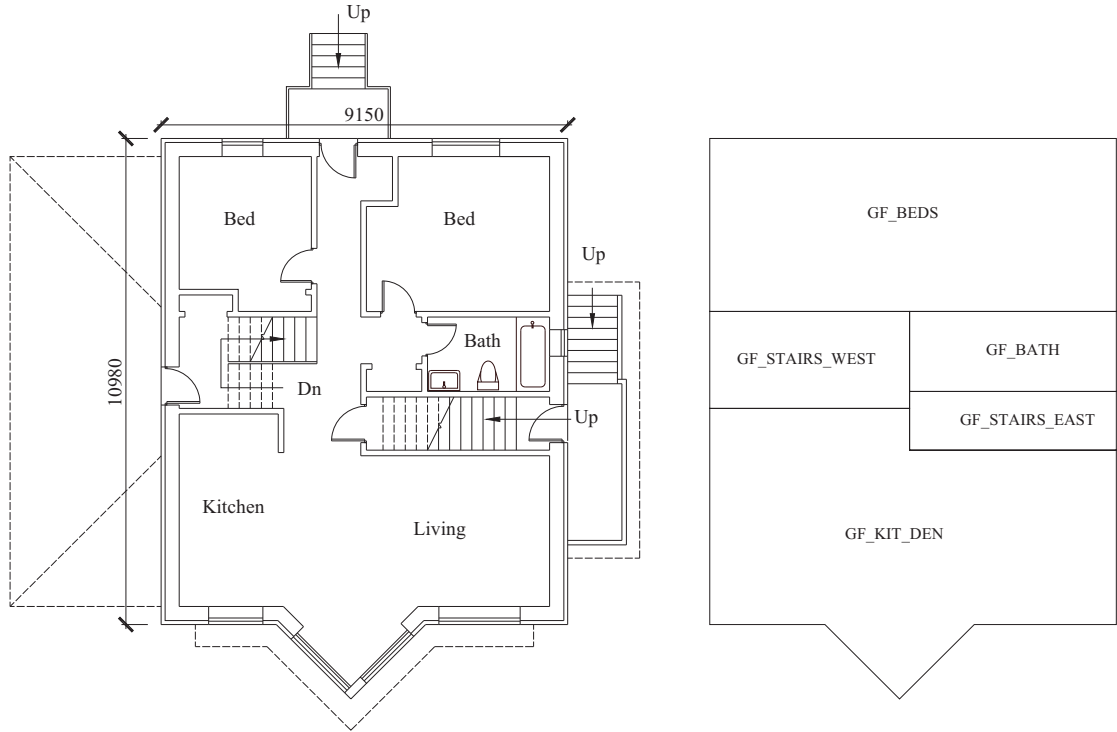 Up
9150
Bed
Bed
Up
Bath
Dn
Up
10980
Kitchen
Living
GF_BEDS
GF_STAIRS_WEST
GF_BATH
GF_STAIRS_EAST
GF_KIT_DEN